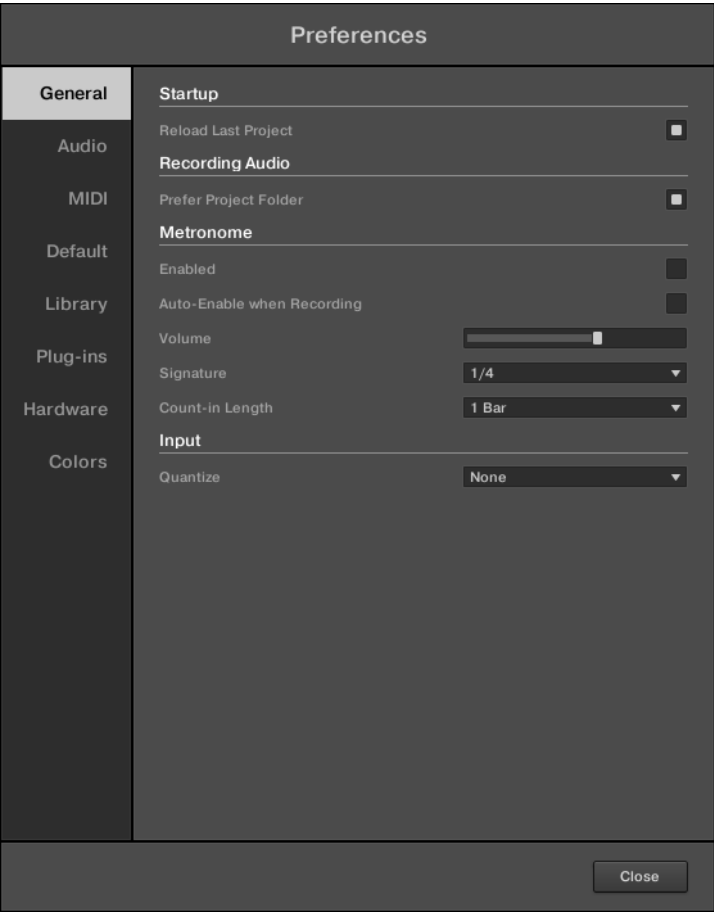 Preferences
General
Audio
MIDI
Default
Library
Plug-ins
Hardware
Colors
Startup
Reload Last Project
Recording Audio
Prefer Project Folder
Metronome
Enabled
Auto-Enable when Recording
Volume
Signature 1/4
Count-in Length 1 Bar
Input
Quantize None
Close